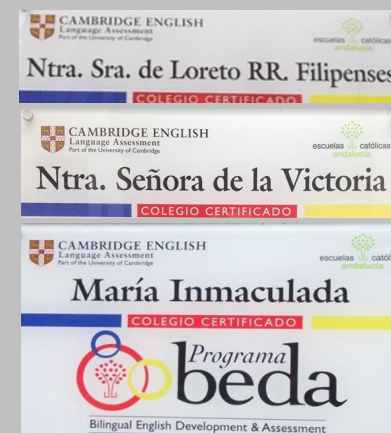 CAMBRIDGE ENGLISH
Language Assessment
Part of the University of Cambridge
escuelas católicas
andalucía
Ntra. Sra. de Loreto RR. Filipenses
COLEGIO CERTIFICADO
CAMBRIDGE ENGLISH
Language Assessment
Part of the University of Cambridge
escuelas católicas
andalucía
Ntra. Señora de la Victoria
COLEGIO CERTIFICADO
CAMBRIDGE ENGLISH
Language Assessment
Part of the University of Cambridge
escuelas catól
andalucía
María Inmaculada
COLEGIO CERTIFICADO
Programa
beda
Bilingual English Development & Assessment